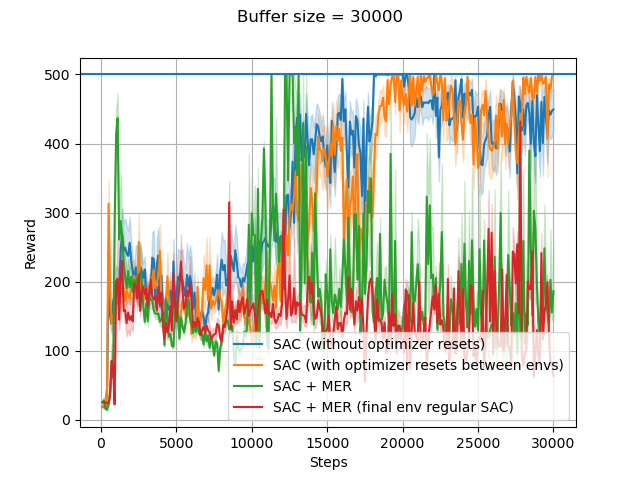 Buffer size = 30000
500
400
300
200
100
0
Reward
SAC (without optimizer resets)
SAC (with optimizer resets between envs)
SAC + MER
SAC + MER (final env regular SAC)
0 5000 10000 15000 20000 25000 30000
Steps